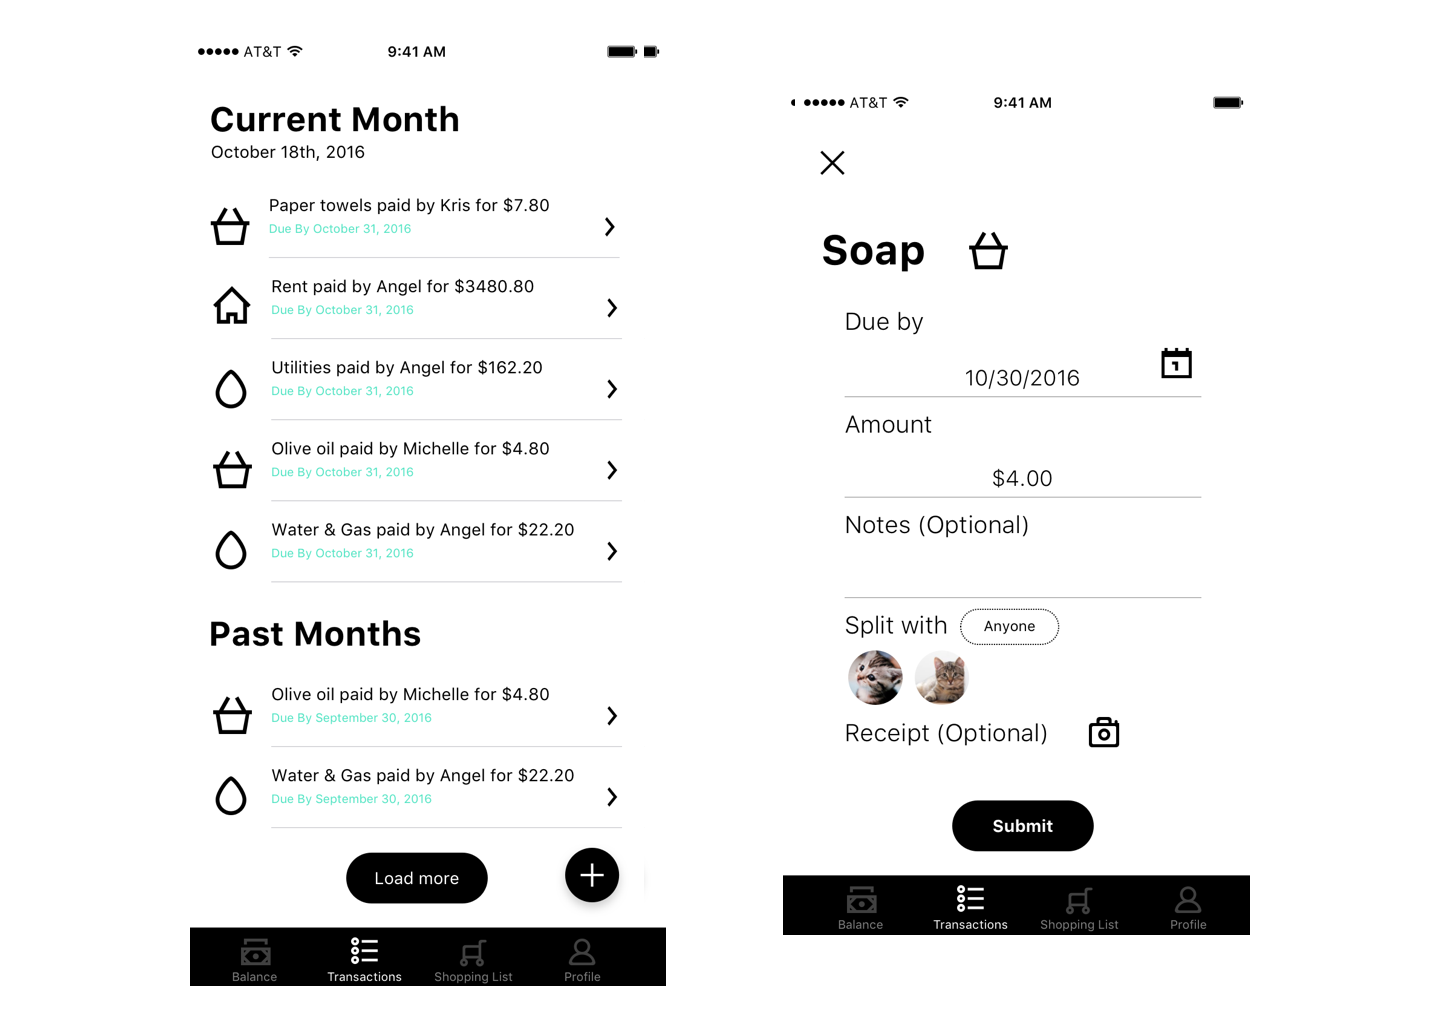 AT&T 9:41 AM
Current Month
October 18th, 2016
Paper towels paid by Kris for $7.80
Due By October 31, 2016
Rent paid by Angel for $3480.80
Due By October 31, 2016
Utilities paid by Angel for $162.20
Due By October 31, 2016
Olive oil paid by Michelle for $4.80
Due By October 31, 2016
Water & Gas paid by Angel for $22.20
Due By October 31, 2016
Past Months
Olive oil paid by Michelle for $4.80
Due By September 30, 2016
Water & Gas paid by Angel for $22.20
Due By September 30, 2016
Load more
Balance Transactions Shopping List Profile
AT&T 9:41 AM
Soap
Due by
10/30/2016
1
Amount
$4.00
Notes (Optional)
Split with Anyone
Receipt (Optional)
Submit
Balance Transactions Shopping List Profile